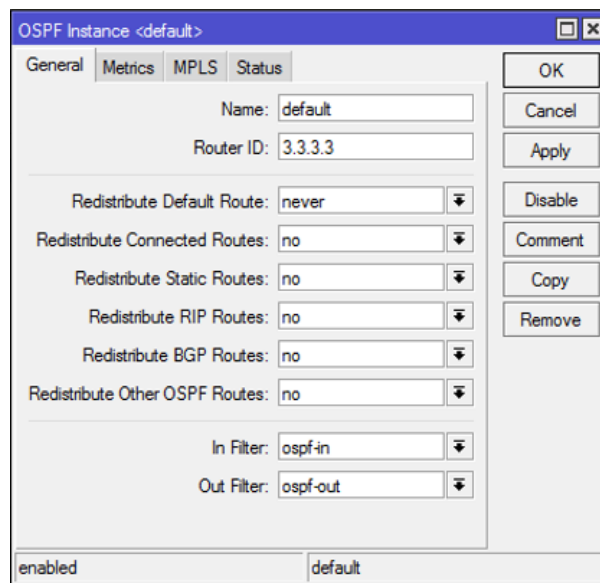 OSPF Instance <default>
General Metrics MPLS Status
Name: default
Router ID: 3.3.3.3
Redistribute Default Route: never
Redistribute Connected Routes: no
Redistribute Static Routes: no
Redistribute RIP Routes: no
Redistribute BGP Routes: no
Redistribute Other OSPF Routes: no
In Filter: ospf-in
Out Filter: ospf-out
OK
Cancel
Apply
Disable
Comment
Copy
Remove
enabled default